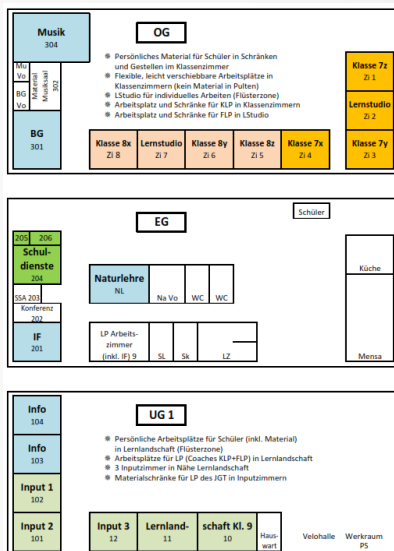 Musik
304
OG
Mu
Vo
Material
Musiksaal
302
BG
Vo
BG
301
✵ Persönliches Material für Schüler in Schränken
und Gestellen im Klassenzimmer
✵ Flexible, leicht verschiebbare Arbeitsplätze in
Klassenzimmern (kein Material in Pulten)
✵ LStudio für individuelles Arbeiten (Flüsterzone)
✵ Arbeitsplatz und Schränke für KLP in Klassenzimmern
✵ Arbeitsplatz und Schränke für FLP in LStudio
Klasse 7z
Zi 1
Lernstudio
Zi 2
Klasse 7y
Zi 3
Klasse 8x
Zi 8
Lernstudio
Zi 7
Klasse 8y
Zi 6
Klasse 8z
Zi 5
Klasse 7x
Zi 4
EG
Schüler
205 206
Schul-
dienste
204
SSA 203
Konferenz
202
IF
201
Naturlehre
NL
Na Vo
WC
WC
Küche
LP Arbeits-
zimmer
(inkl. IF) 9
SL
Sk
LZ
Mensa
Info
104
Info
103
Input 1
102
Input 2
101
UG 1
✵ Persönliche Arbeitsplätze für Schüler (inkl. Material)
in Lernlandschaft (Flüsterzone)
✵ Arbeitsplätze für LP (Coaches KLP+FLP) in Lernlandschaft
✵ 3 Inputzimmer in Nähe Lernlandschaft
✵ Materialschränke für LP des JGT in Inputzimmern
Input 3
12
Lernland-
11
schaft Kl. 9
10
Haus-
wart
Velohalle
Werkraum
PS